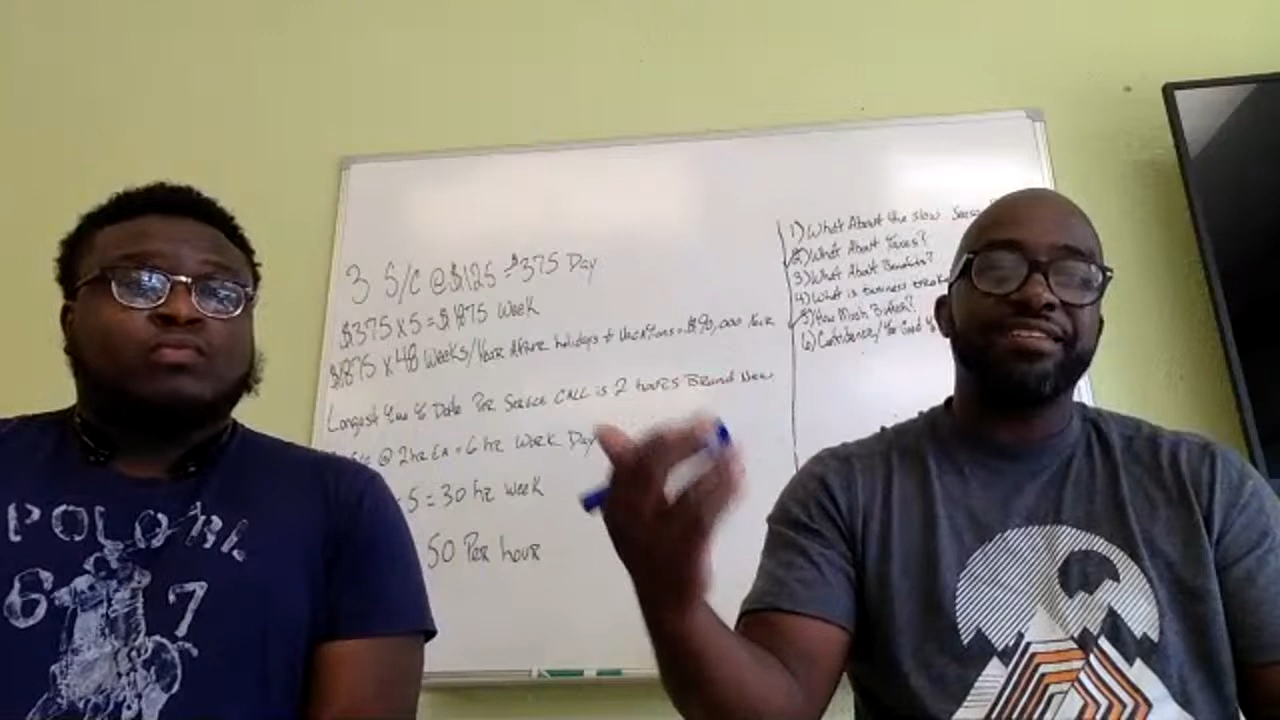 3 S/C @ $125 = $375 Day
$375 x 5 = $1875 Week
$1875 x 48 Weeks/Year After holidays + Vacations = $90,000 Year
Longest to Date Per Service CALL is 2 hours Brand New
@ 2hr Ea = 6 hr Work Day
5 = 30 hr Week
50 Per hour
1) What About the slow
2) What About Taxes?
3) What About Benefits?
4) What is business
5) How Much
6)
POLO RL
67